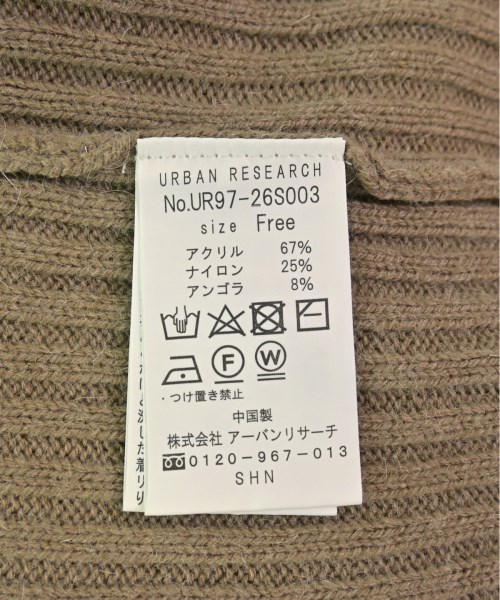 URBAN RESEARCH
No.UR97-26S003
size Free
アクリル 67%
ナイロン 25%
アンゴラ 8%
F W
・つけ置き禁止
中国製
株式会社 アーバンリサーチ
0120-967-013
SHN